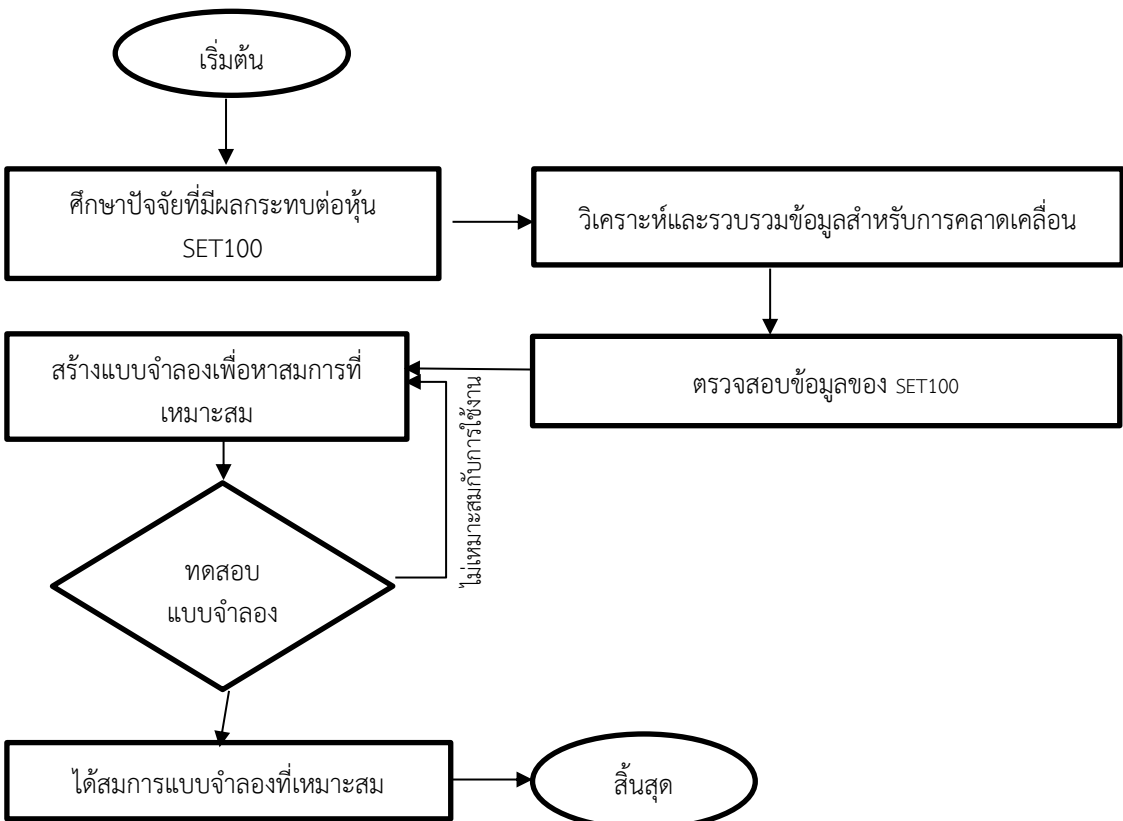 เริ่มต้น
ศึกษาปัจจัยที่มีผลกระทบต่อหุ้น
SET100
วิเคราะห์และรวบรวมข้อมูลสำหรับการคลาดเคลื่อน
สร้างแบบจำลองเพื่อหาสมการที่
เหมาะสม
ตรวจสอบข้อมูลของ SET100
ไม่เหมาะสมกับการใช้งาน
ทดสอบ
แบบจำลอง
ได้สมการแบบจำลองที่เหมาะสม
สิ้นสุด